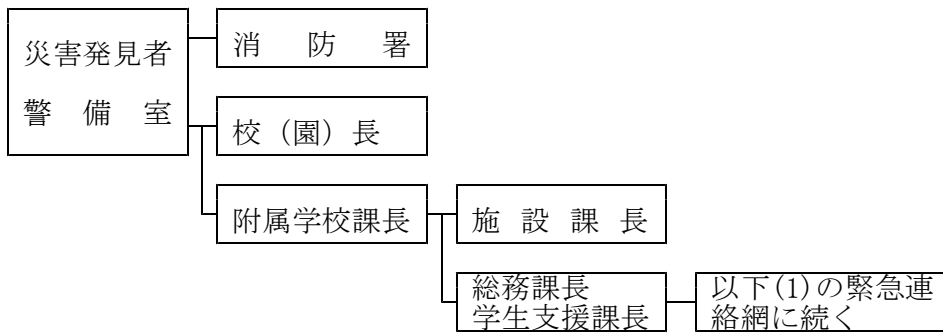 災害発見者
警備室
消防署
校（園）長
附属学校課長
施設課長
総務課長
学生支援課長
以下(1)の緊急連
絡網に続く